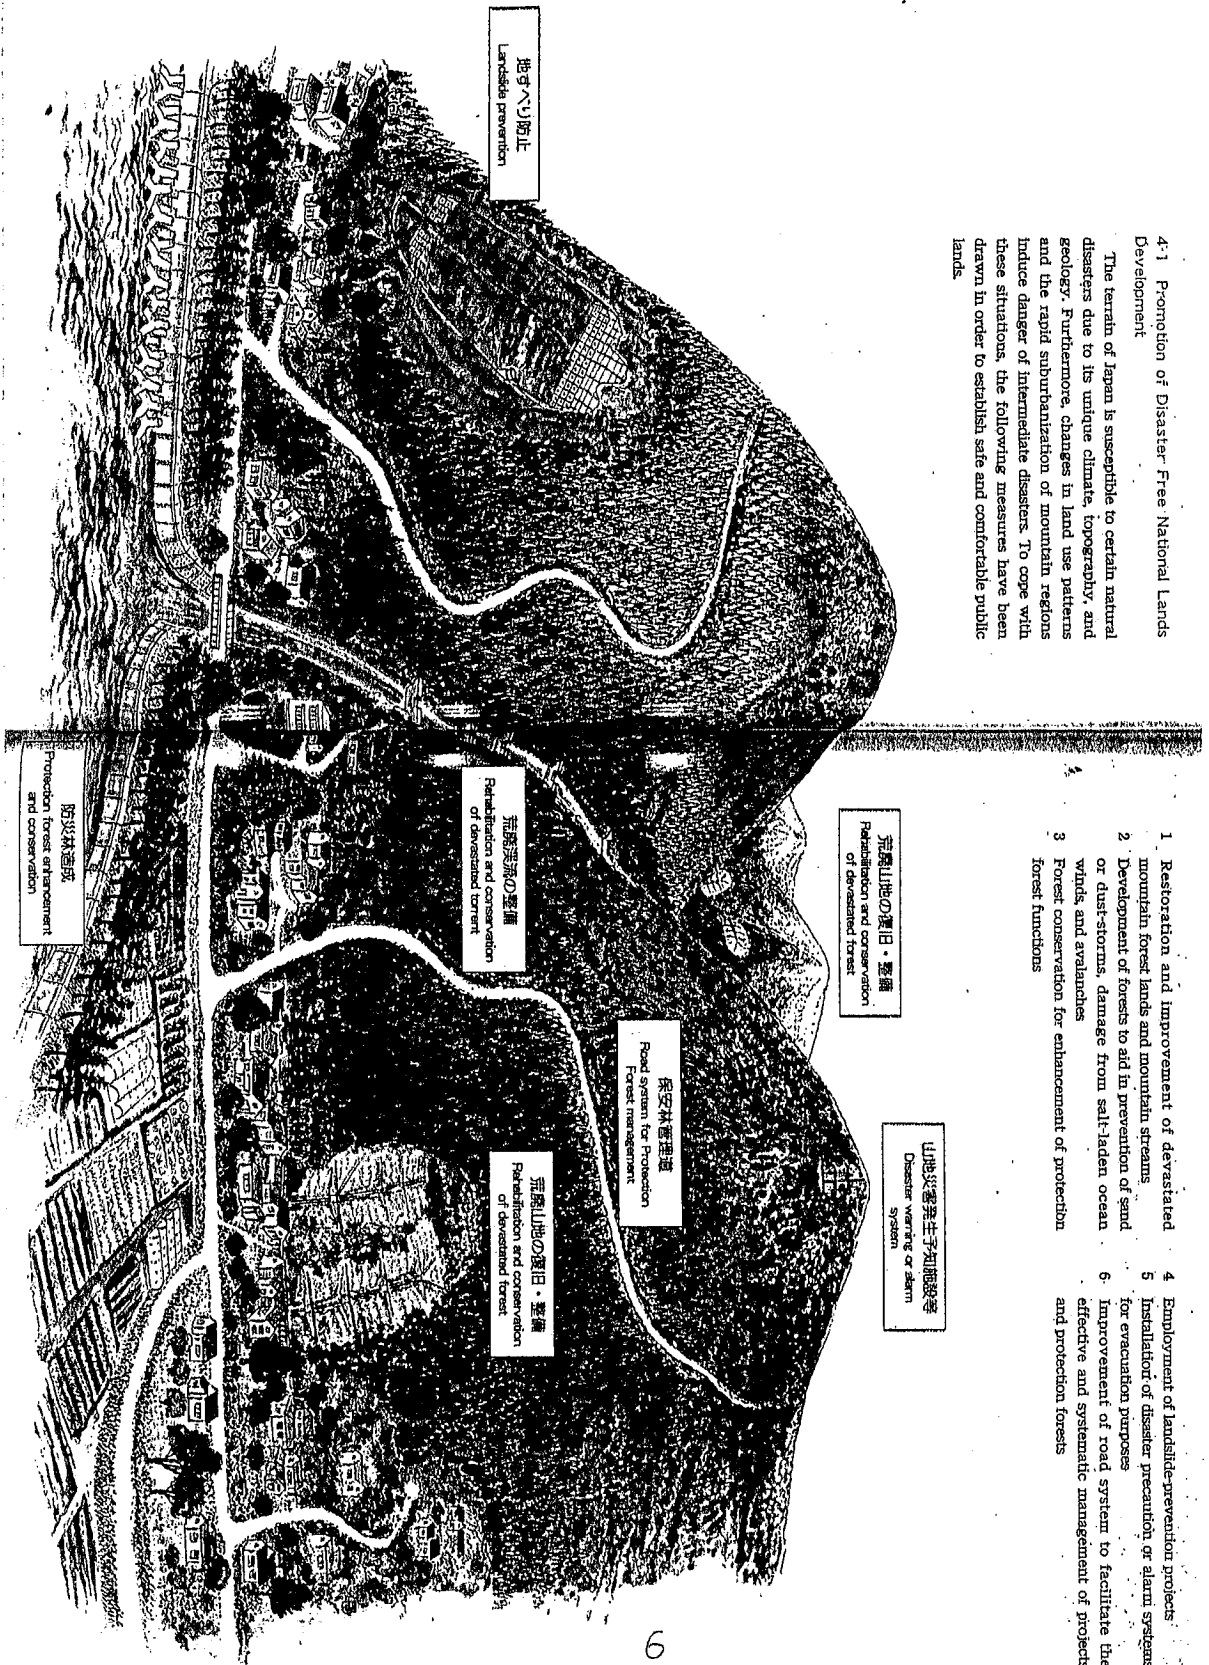 4-1 Promotion of Disaster Free National Lands
Development
The terrain of Japan is susceptible to certain natural
disasters due to its unique climate, topography, and
geology. Furthermore, changes in land use patterns
and the rapid suburbanization of mountain regions
induce danger of intermediate disasters. To cope with
these situations, the following measures have been
drawn in order to establish safe and comfortable public
lands.
1 Restoration and improvement of devastated
mountain forest lands and mountain streams
2 Development of forests to aid in prevention of sand
or dust-storms, damage from salt-laden ocean
winds, and avalanches
3 Forest conservation for enhancement of protection
forest functions
4 Employment of landslide-prevention projects
5 Installation of disaster precaution or alarm systems
for evacuation purposes
6 Improvement of road system to facilitate the
effective and systematic management of projects
and protection forests
地すべり防止
Landslide prevention
荒廃山地の復旧・整備
Rehabilitation and conservation
of devastated forest
山地災害発生予知施設等
Disaster warning or alarm
system
保安林管理道
Road system for Protection
Forest management
荒廃渓流の整備
Rehabilitation and conservation
of devastated torrent
荒廃山地の復旧・整備
Rehabilitation and conservation
of devastated forest
防災林造成
Protection forest enhancement
and conservation
6